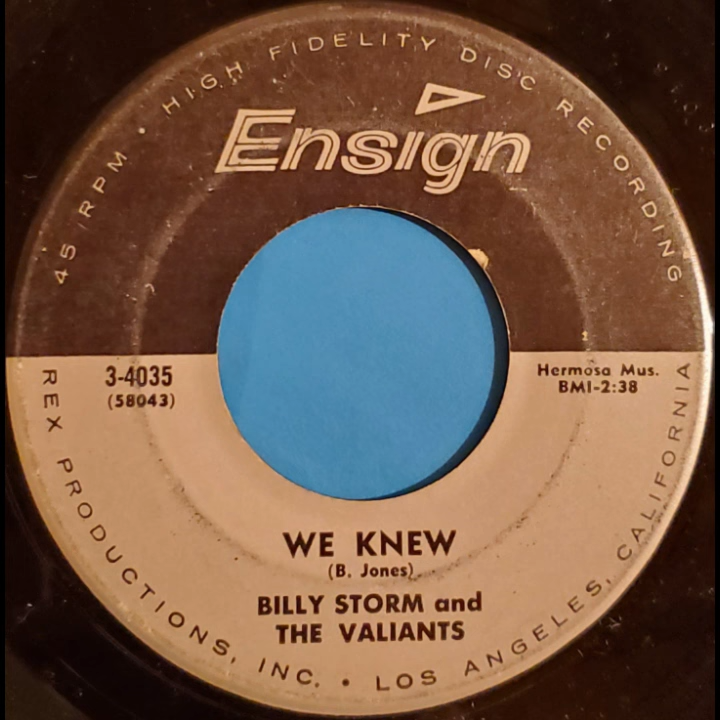 45 RPM • HIGH FIDELITY DISC RECORDING
Ensign
3-4035
(58043)
Hermosa Mus.
BMI-2:38
WE KNEW
(B. Jones)
BILLY STORM and
THE VALIANTS
REX PRODUCTIONS, INC. • LOS ANGELES, CALIFORNIA